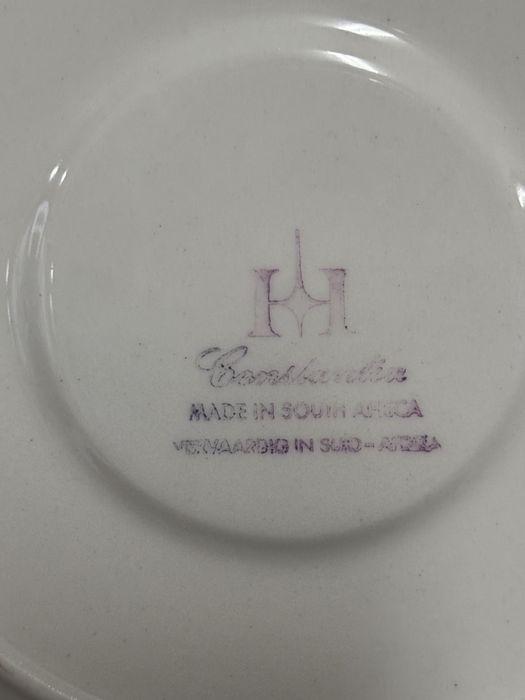 H
Constantia
MADE IN SOUTH AFRICA
VERVAARDIG IN SUID-AFRIKA